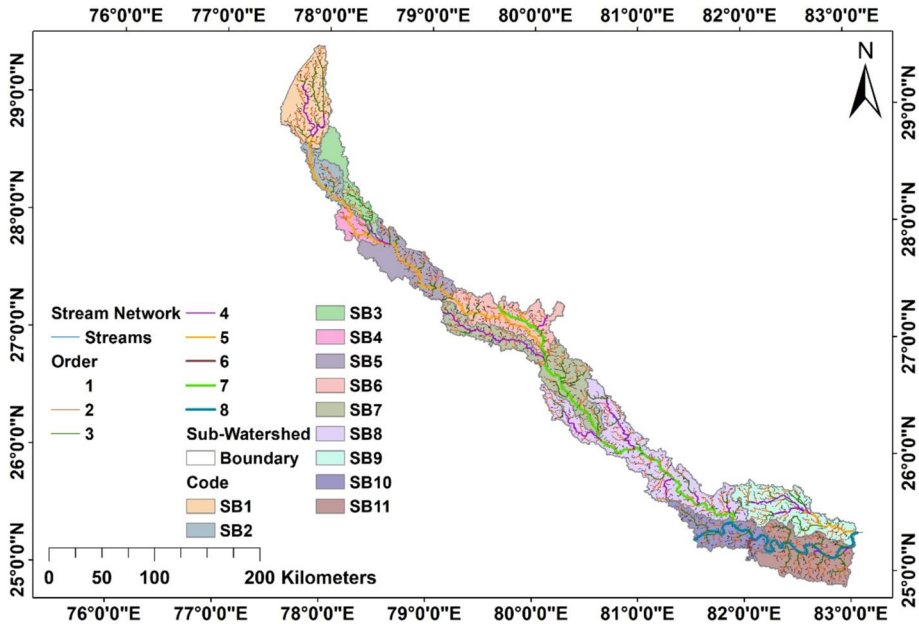 76°0'0"E 77°0'0"E 78°0'0"E 79°0'0"E 80°0'0"E 81°0'0"E 82°0'0"E 83°0'0"E
N
29°0'0"N
28°0'0"N
27°0'0"N
26°0'0"N
25°0'0"N
29°0'0"N
28°0'0"N
27°0'0"N
26°0'0"N
25°0'0"N
Stream Network
Streams
Order
1
2
3
4
5
6
7
8
Sub-Watershed
Boundary
Code
SB1
SB2
SB3
SB4
SB5
SB6
SB7
SB8
SB9
SB10
SB11
0 50 100 200 Kilometers
76°0'0"E 77°0'0"E 78°0'0"E 79°0'0"E 80°0'0"E 81°0'0"E 82°0'0"E 83°0'0"E